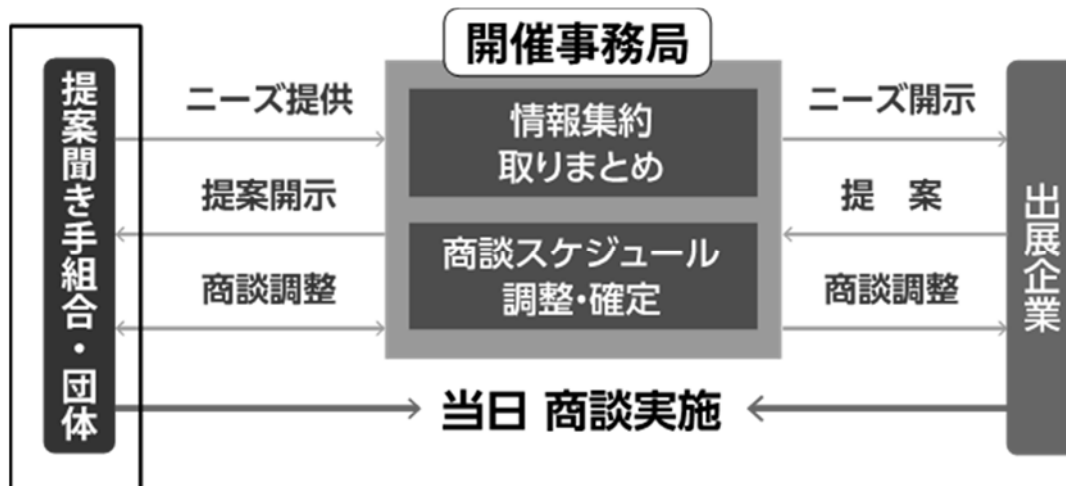 開催事務局
提案聞き手組合・団体
ニーズ提供
提案開示
商談調整
情報集約
取りまとめ
商談スケジュール
調整・確定
ニーズ開示
提　案
商談調整
出展企業
当日 商談実施